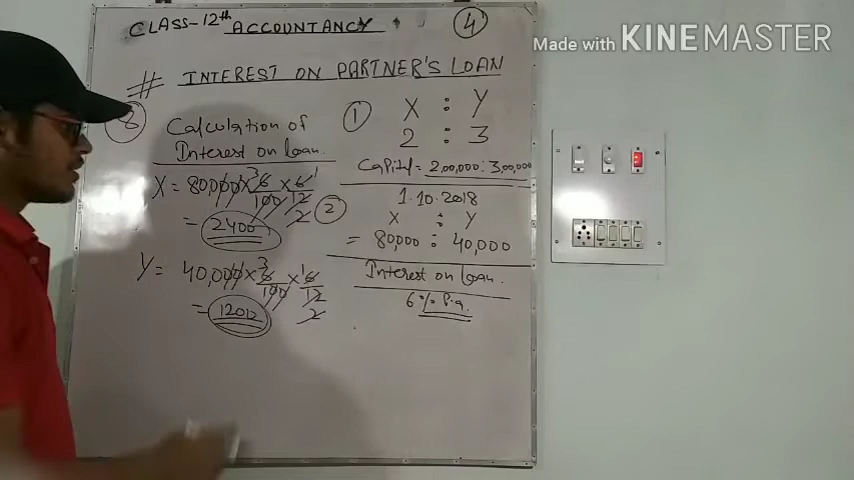 CLASS-12th ACCOUNTANCY
4
Made with KINEMASTER
# INTEREST ON PARTNER'S LOAN
3
Calculation of
Interest on loan.
X = 80,000 x 6/100 x 6/12
= 2400
Y = 40,000 x 6/100 x 6/12
= 1200
1
X : Y
2 : 3
Capital = 2,00,000 : 3,00,000
2
1.10.2018
X : Y
= 80,000 : 40,000
Interest on loan.
6% P.a.